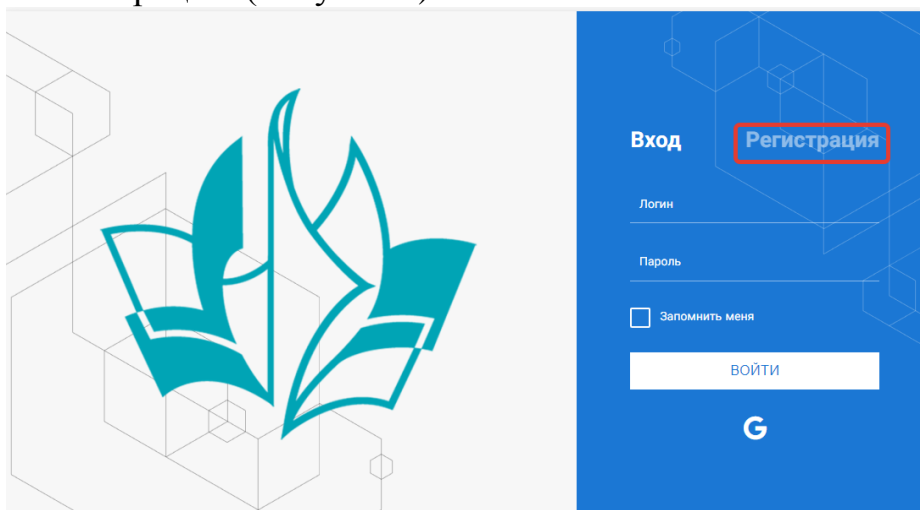 Вход Регистрация
Логин
Пароль
Запомнить меня
ВОЙТИ
G